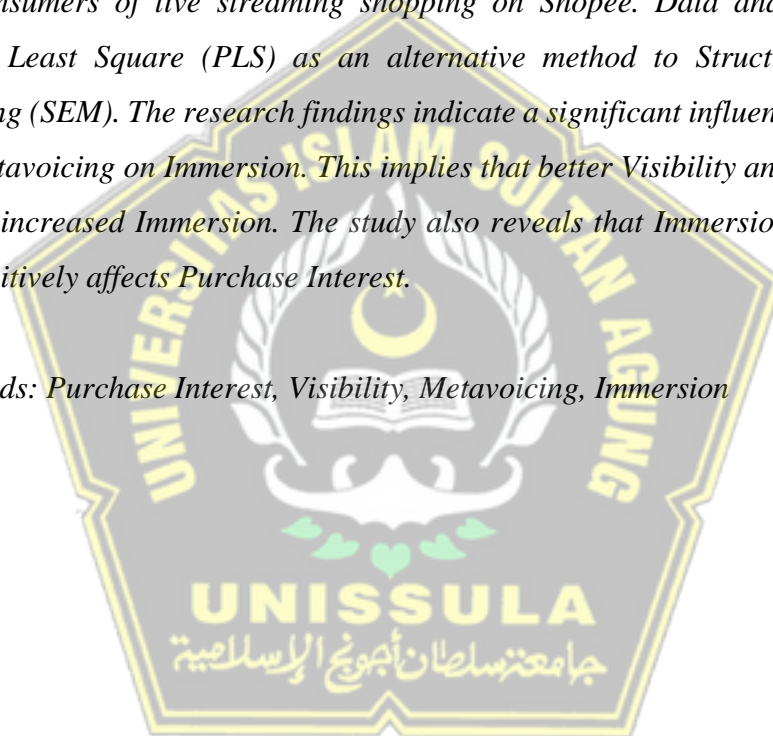 nsumers of live streaming shopping on Shopee. Data ana
Least Square (PLS) as an alternative method to Struct
ng (SEM). The research findings indicate a significant influen
tavoicing on Immersion. This implies that better Visibility an
increased Immersion. The study also reveals that Immersio
sitively affects Purchase Interest.
ds: Purchase Interest, Visibility, Metavoicing, Immersion
UNIVERSITAS ISLAM SULTAN AGUNG
UNISSULA
جامعة سلطان أجونج الإسلامية